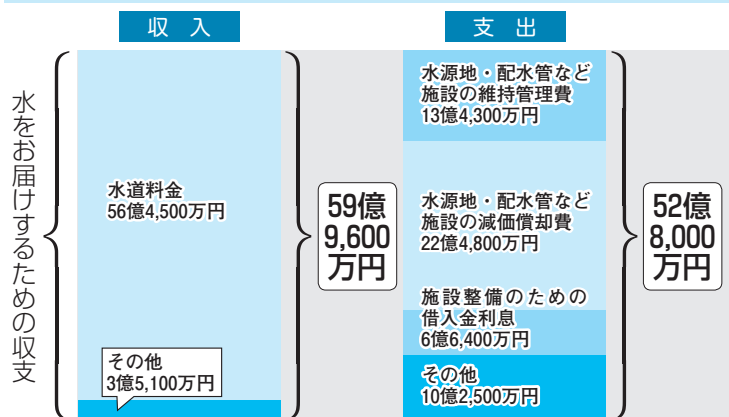 収 入
支 出
水をお届けするための収支
水道料金
56億4,500万円
その他
3億5,100万円
59億
9,600
万円
水源地・配水管など
施設の維持管理費
13億4,300万円
水源地・配水管など
施設の減価償却費
22億4,800万円
施設整備のための
借入金利息
6億6,400万円
その他
10億2,500万円
52億
8,000
万円